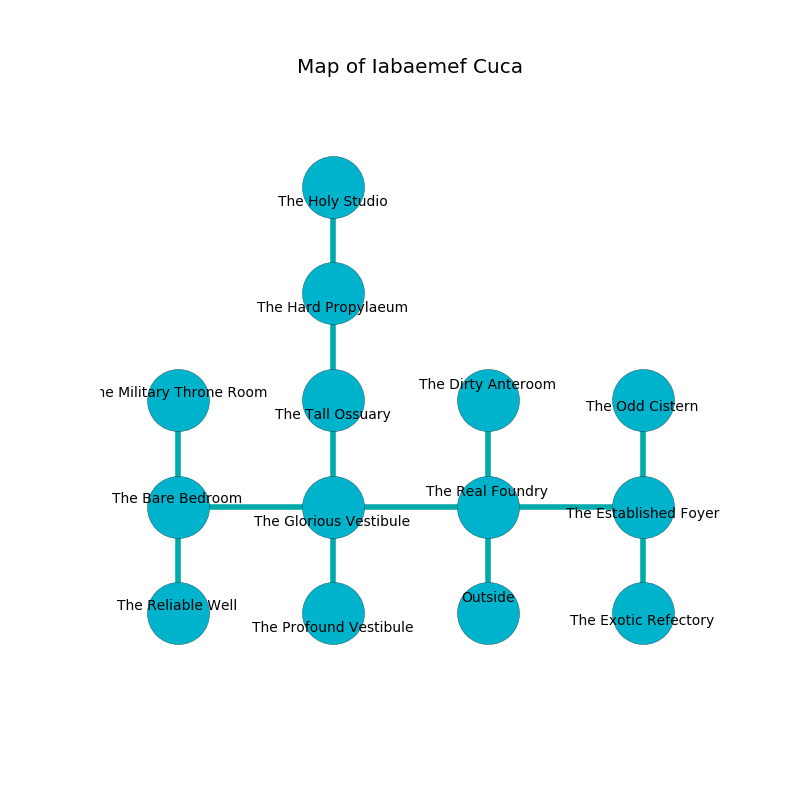 Map of Iabaemef Cuca
The Holy Studio
The Hard Propylaeum
ne Military Throne Room
The Dirty Anteroom
The Tall Ossuary
The Odd Cistern
The Bare Bedroom
The Real Foundry
The Glorious Vestibule
The Established Foyer
The Reliable Well
Outside
The Profound Vestibule
The Exotic Refectory